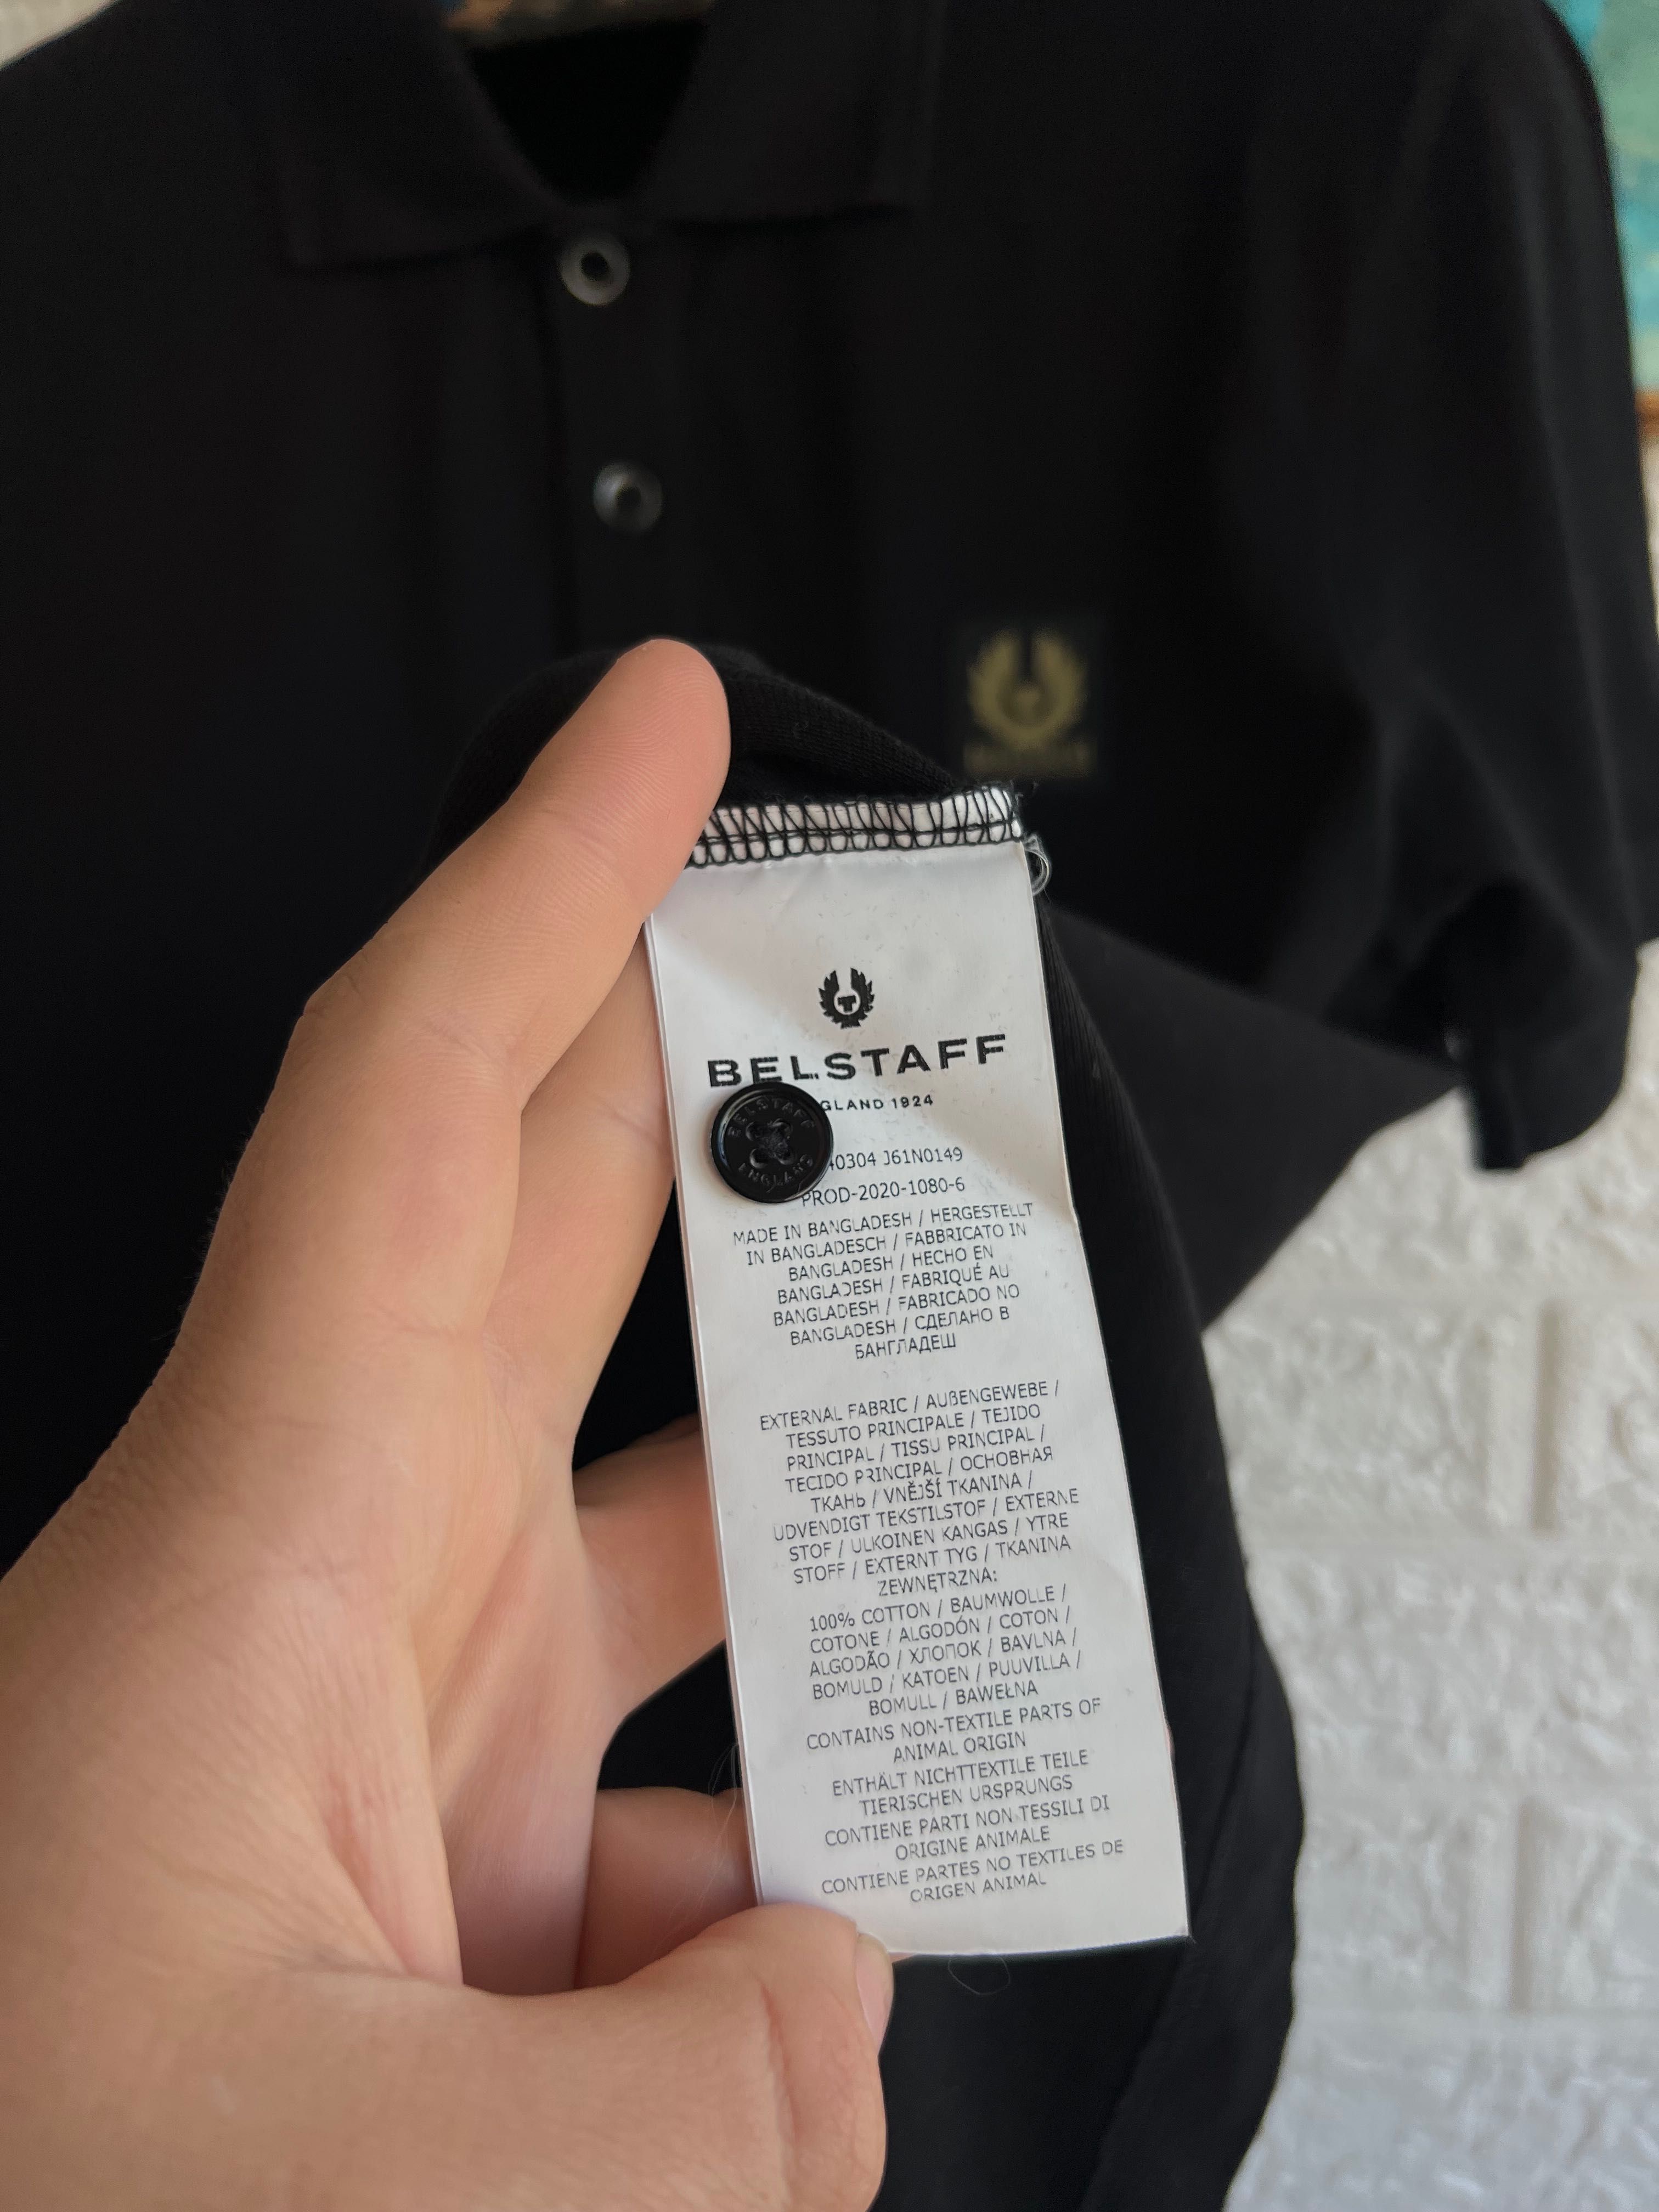 BELSTAFF
GLAND 1924
BELSTAFF
ENGLAND
40304 J61N0149
PROD-2020-1080-6
MADE IN BANGLADESH / HERGESTELLT
IN BANGLADESCH / FABBRICATO IN
BANGLADESH / HECHO EN
BANGLADESH / FABRIQUÉ AU
BANGLADESH / FABRICADO NO
BANGLADESH / СДЕЛАНО В
БАНГЛАДЕШ
EXTERNAL FABRIC / AUßENGEWEBE /
TESSUTO PRINCIPALE / TEJIDO
PRINCIPAL / TISSU PRINCIPAL /
TECIDO PRINCIPAL / ОСНОВНАЯ
ТКАНЬ / VNĚJŠÍ TKANINA /
UDVENDIGT TEKSTILSTOF / EXTERNE
STOF / ULKOINEN KANGAS / YTRE
STOFF / EXTERNT TYG / TKANINA
ZEWNĘTRZNA:
100% COTTON / BAUMWOLLE /
COTONE / ALGODÓN / COTON /
ALGODÃO / ХЛОПОК / BAVLNA /
BOMULD / KATOEN / PUUVILLA /
BOMULL / BAWEŁNA
CONTAINS NON-TEXTILE PARTS OF
ANIMAL ORIGIN
ENTHÄLT NICHTTEXTILE TEILE
TIERISCHEN URSPRUNGS
CONTIENE PARTI NON TESSILI DI
ORIGINE ANIMALE
CONTIENE PARTES NO TEXTILES DE
ORIGEN ANIMAL